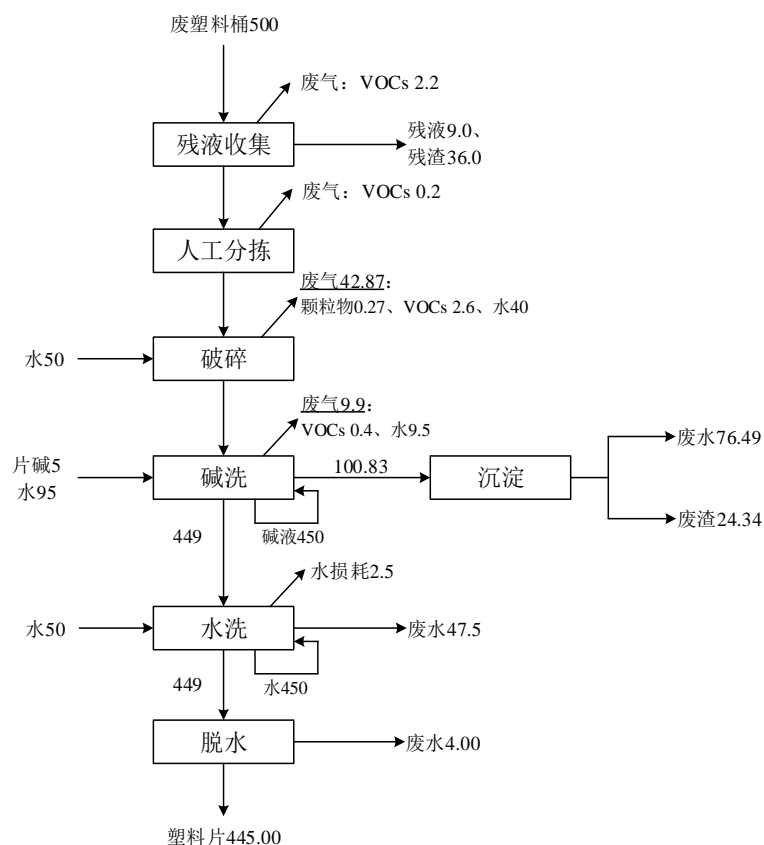 废塑料桶500
废气：VOCs 2.2
残液收集
残液9.0、
残渣36.0
废气：VOCs 0.2
人工分拣
废气42.87：
颗粒物0.27、VOCs 2.6、水40
水50
破碎
废气9.9：
VOCs 0.4、水9.5
片碱5
水95
碱洗
100.83
沉淀
废水76.49
废渣24.34
碱液450
449
水损耗2.5
水50
水洗
废水47.5
水450
449
脱水
废水4.00
塑料片445.00